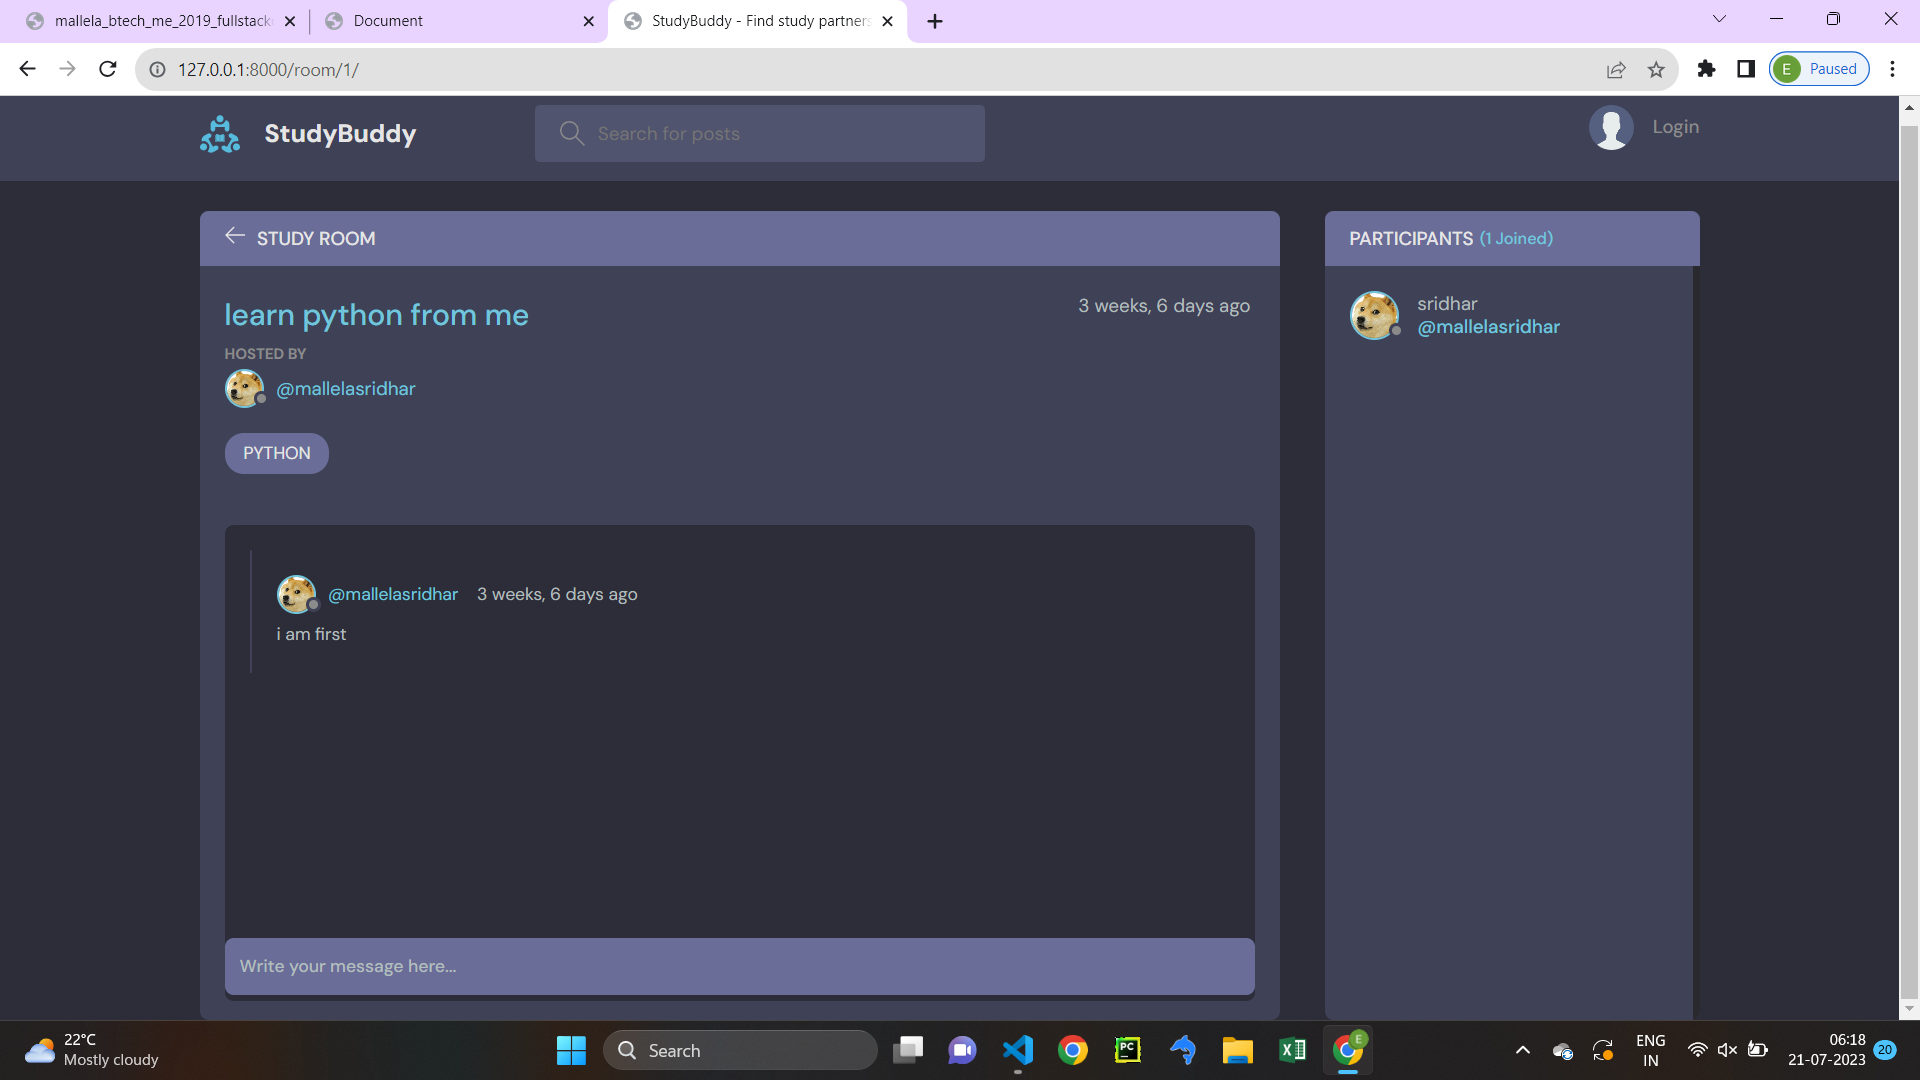 mallela_btech_me_2019_fullstack
Document
StudyBuddy - Find study partners
127.0.0.1:8000/room/1/
E
Paused
StudyBuddy
Search for posts
Login
STUDY ROOM
PARTICIPANTS (1 Joined)
learn python from me
3 weeks, 6 days ago
HOSTED BY
@mallelasridhar
PYTHON
sridhar
@mallelasridhar
@mallelasridhar 3 weeks, 6 days ago
i am first
Write your message here...
22°C
Mostly cloudy
Search
PC
E
ENG
IN
06:18
21-07-2023
20